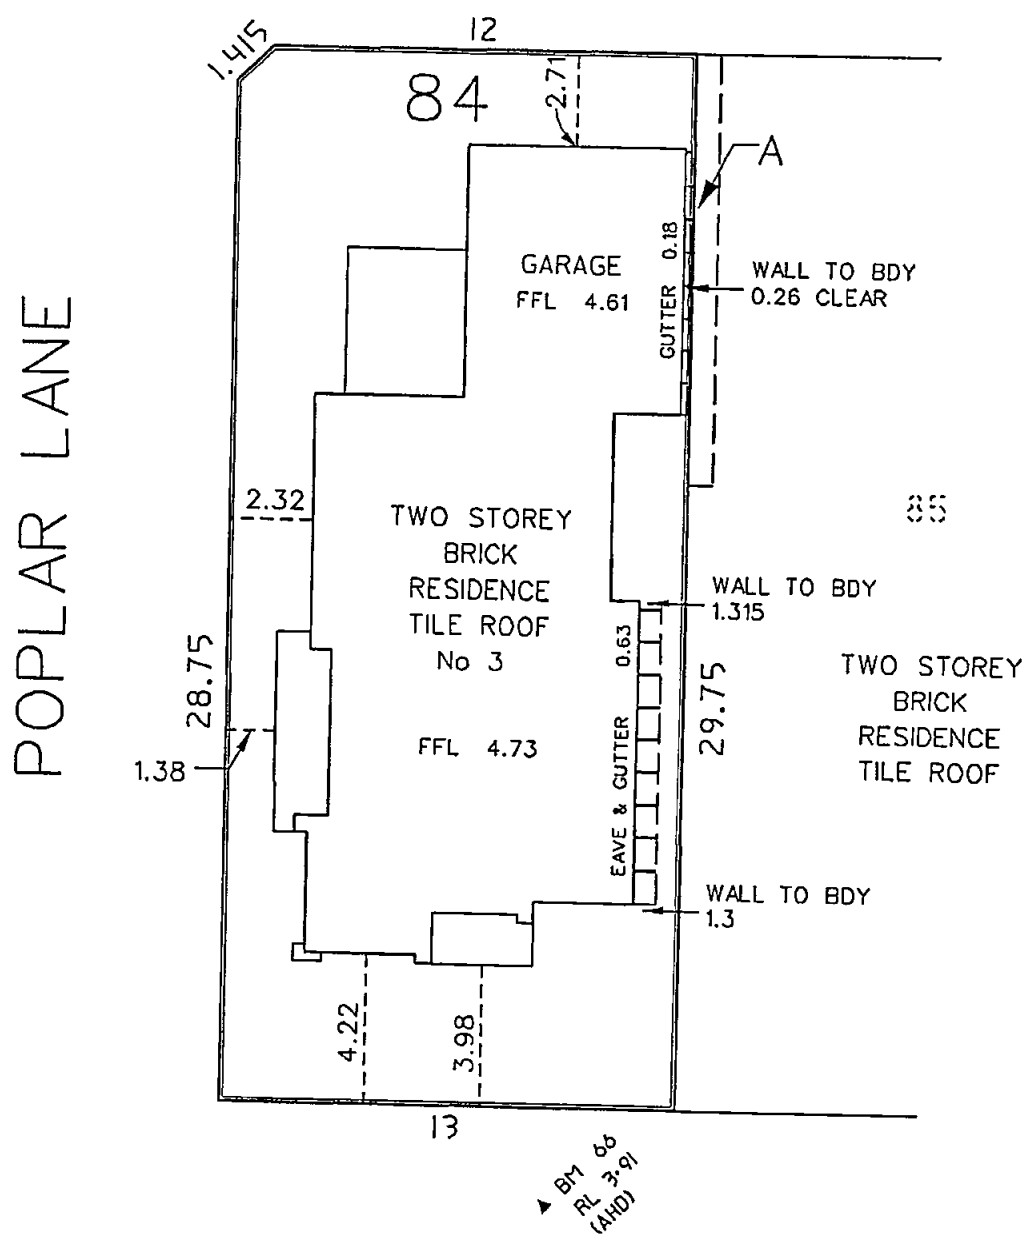 12
1.415
84
2.71
A
GARAGE
FFL 4.61
GUTTER 0.18
WALL TO BDY
0.26 CLEAR
POPLAR LANE
2.32
TWO STOREY
BRICK
RESIDENCE
TILE ROOF
No 3
FFL 4.73
85
WALL TO BDY
1.315
EAVE & GUTTER 0.63
28.75
29.75
TWO STOREY
BRICK
RESIDENCE
TILE ROOF
1.38
WALL TO BDY
1.3
4.22
3.98
13
BM 66
RL 3.91
(AHD)